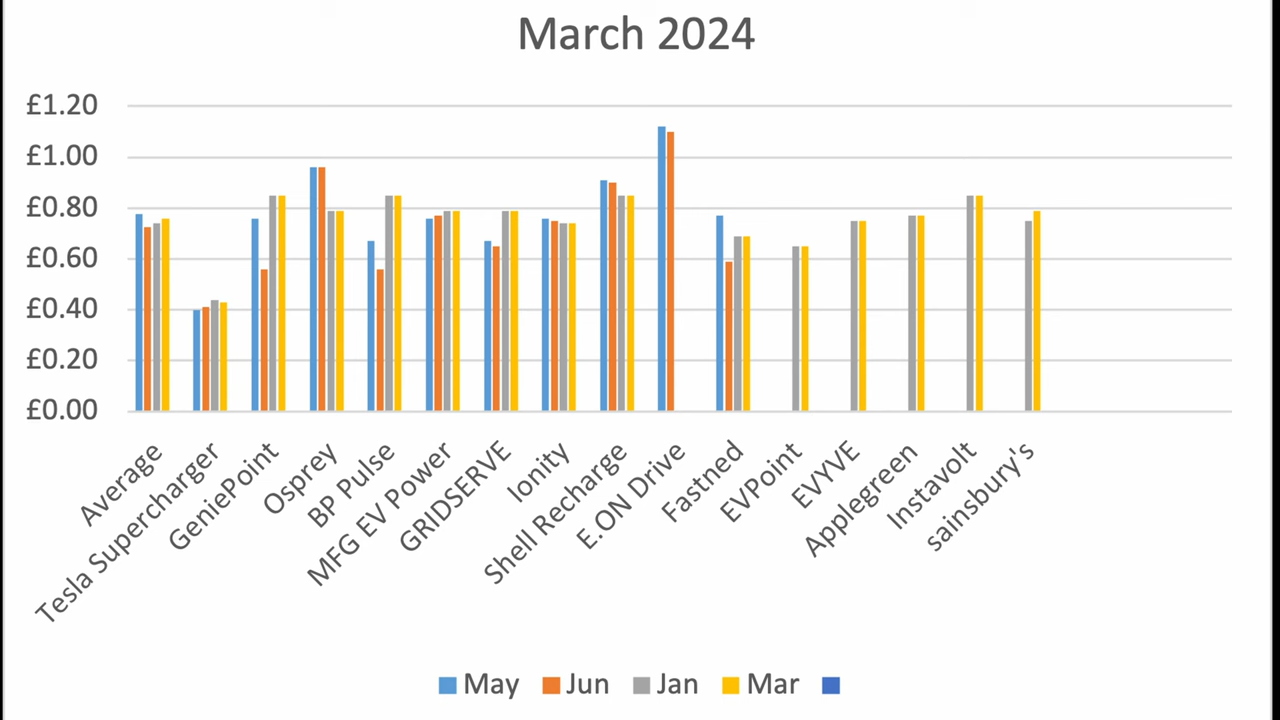 March 2024
£1.20
£1.00
£0.80
£0.60
£0.40
£0.20
£0.00
Average
Tesla Supercharger
GeniePoint
Osprey
BP Pulse
MFG EV Power
GRIDSERVE
Ionity
Shell Recharge
E.ON Drive
Fastned
EVPoint
EVYVE
Applegreen
Instavolt
sainsbury's
May Jun Jan Mar